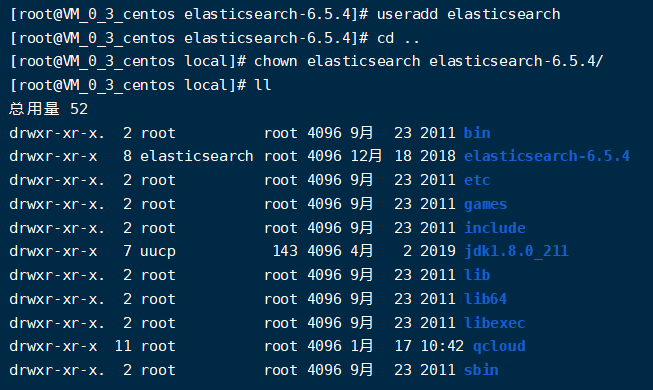 [root@VM_0_3_centos elasticsearch-6.5.4]# useradd elasticsearch
[root@VM_0_3_centos elasticsearch-6.5.4]# cd ..
[root@VM_0_3_centos local]# chown elasticsearch elasticsearch-6.5.4/
[root@VM_0_3_centos local]# ll
总用量 52
drwxr-xr-x.  2 root          root 4096 9月  23 2011 bin
drwxr-xr-x   8 elasticsearch root 4096 12月 18 2018 elasticsearch-6.5.4
drwxr-xr-x.  2 root          root 4096 9月  23 2011 etc
drwxr-xr-x.  2 root          root 4096 9月  23 2011 games
drwxr-xr-x.  2 root          root 4096 9月  23 2011 include
drwxr-xr-x   7 uucp           143 4096 4月   2 2019 jdk1.8.0_211
drwxr-xr-x.  2 root          root 4096 9月  23 2011 lib
drwxr-xr-x.  2 root          root 4096 9月  23 2011 lib64
drwxr-xr-x.  2 root          root 4096 9月  23 2011 libexec
drwxr-xr-x  11 root          root 4096 1月  17 10:42 qcloud
drwxr-xr-x.  2 root          root 4096 9月  23 2011 sbin